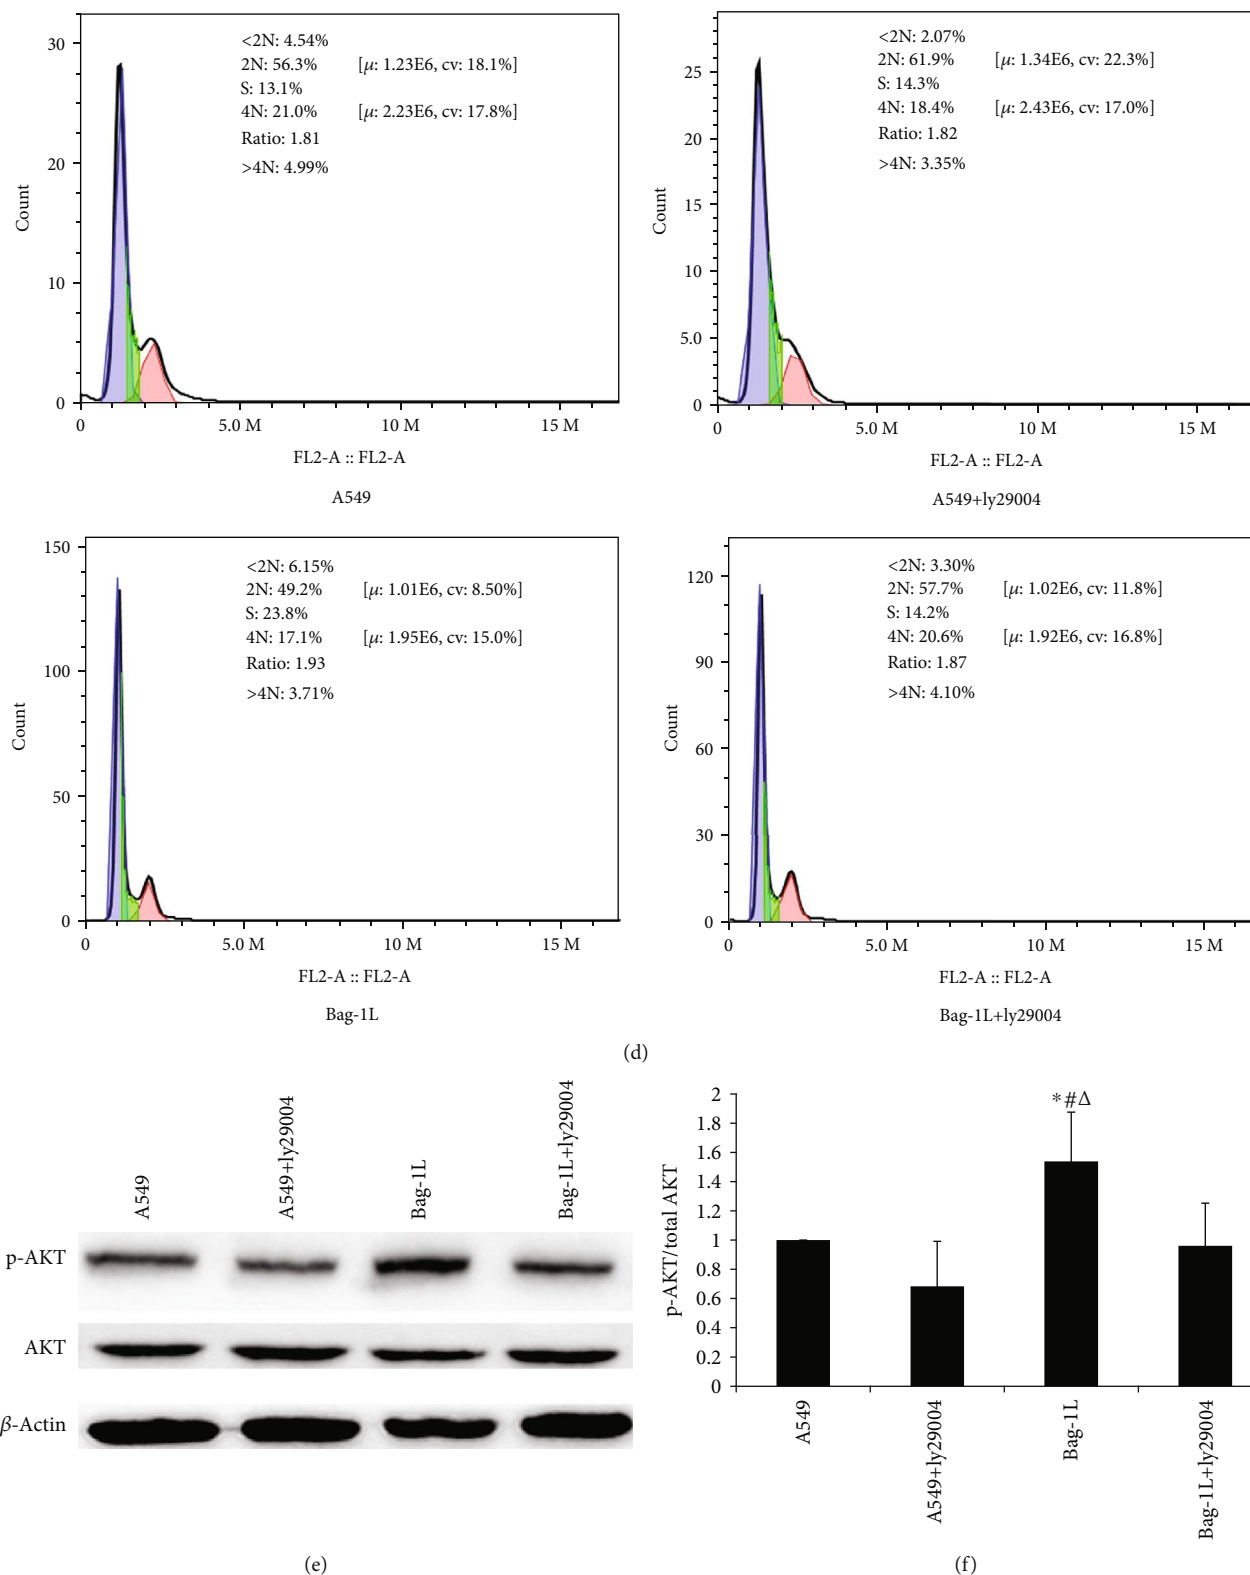 <2N: 4.54%
2N: 56.3% [μ: 1.23E6, cv: 18.1%]
S: 13.1%
4N: 21.0% [μ: 2.23E6, cv: 17.8%]
Ratio: 1.81
>4N: 4.99%
30
20
10
0
Count
0 5.0 M 10 M 15 M
FL2-A :: FL2-A
A549
<2N: 2.07%
2N: 61.9% [μ: 1.34E6, cv: 22.3%]
S: 14.3%
4N: 18.4% [μ: 2.43E6, cv: 17.0%]
Ratio: 1.82
>4N: 3.35%
25
20
15
10
5.0
0
Count
0 5.0 M 10 M 15 M
FL2-A :: FL2-A
A549+ly29004
<2N: 6.15%
2N: 49.2% [μ: 1.01E6, cv: 8.50%]
S: 23.8%
4N: 17.1% [μ: 1.95E6, cv: 15.0%]
Ratio: 1.93
>4N: 3.71%
150
100
50
0
Count
0 5.0 M 10 M 15 M
FL2-A :: FL2-A
Bag-1L
<2N: 3.30%
2N: 57.7% [μ: 1.02E6, cv: 11.8%]
S: 14.2%
4N: 20.6% [μ: 1.92E6, cv: 16.8%]
Ratio: 1.87
>4N: 4.10%
120
90
60
30
0
Count
0 5.0 M 10 M 15 M
FL2-A :: FL2-A
Bag-1L+ly29004
(d)
A549
A549+ly29004
Bag-1L
Bag-1L+ly29004
p-AKT
AKT
β-Actin
(e)
2
1.8
1.6
1.4
1.2
1
0.8
0.6
0.4
0.2
0
p-AKT/total AKT
*#Δ
A549
A549+ly29004
Bag-1L
Bag-1L+ly29004
(f)